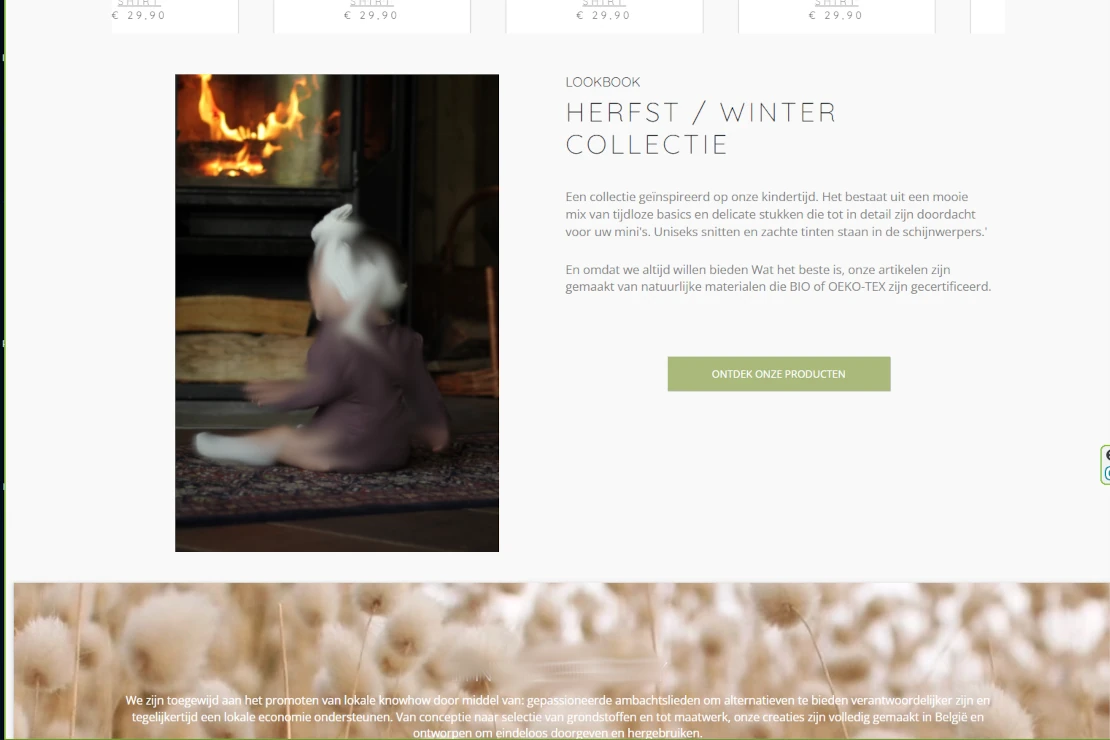 SHIRT SHIRT SHIRT SHIRT
€ 29,90 € 29,90 € 29,90 € 29,90
LOOKBOOK
HERFST / WINTER
COLLECTIE
Een collectie geïnspireerd op onze kindertijd. Het bestaat uit een mooie
mix van tijdloze basics en delicate stukken die tot in detail zijn doordacht
voor uw mini's. Uniseks snitten en zachte tinten staan in de schijnwerpers.'
En omdat we altijd willen bieden Wat het beste is, onze artikelen zijn
gemaakt van natuurlijke materialen die BIO of OEKO-TEX zijn gecertificeerd.
ONTDEK ONZE PRODUCTEN
We zijn toegewijd aan het promoten van lokale knowhow door middel van: gepassioneerde ambachtslieden om alternatieven te bieden verantwoordelijker zijn en
tegelijkertijd een lokale economie ondersteunen. Van conceptie naar selectie van grondstoffen en tot maatwerk, onze creaties zijn volledig gemaakt in België en
ontworpen om eindeloos doorgeven en hergebruiken.